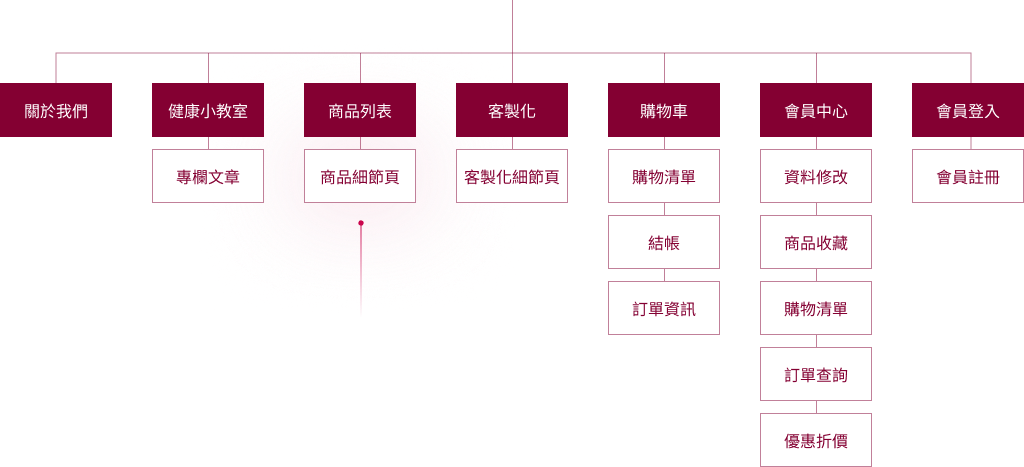 關於我們
健康小教室
商品列表
客製化
購物車
會員中心
會員登入
專欄文章
商品細節頁
客製化細節頁
購物清單
資料修改
會員註冊
結帳
商品收藏
訂單資訊
購物清單
訂單查詢
優惠折價